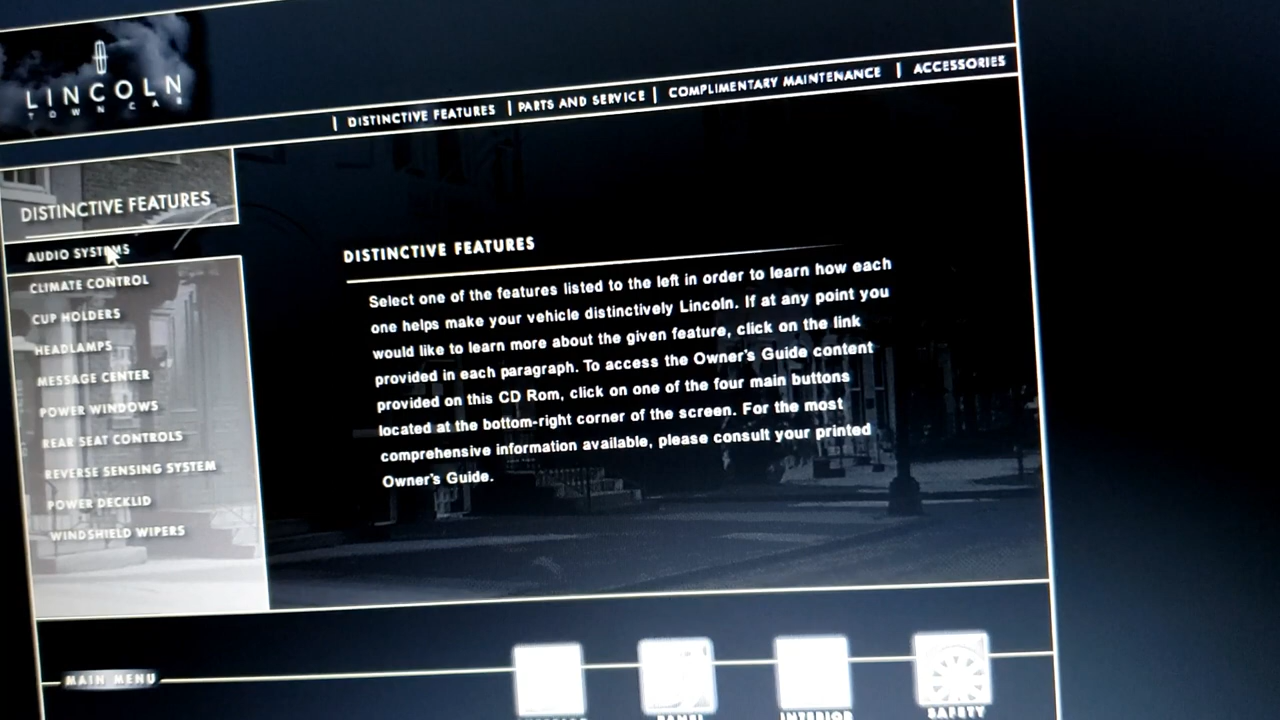 LINCOLN
TOWN CAR
| DISTINCTIVE FEATURES | PARTS AND SERVICE | COMPLIMENTARY MAINTENANCE | ACCESSORIES
DISTINCTIVE FEATURES
AUDIO SYSTEMS
CLIMATE CONTROL
CUP HOLDERS
HEADLAMPS
MESSAGE CENTER
POWER WINDOWS
REAR SEAT CONTROLS
REVERSE SENSING SYSTEM
POWER DECKLID
WINDSHIELD WIPERS
DISTINCTIVE FEATURES
Select one of the features listed to the left in order to learn how each
one helps make your vehicle distinctively Lincoln. If at any point you
would like to learn more about the given feature, click on the link
provided in each paragraph. To access the Owner's Guide content
provided on this CD Rom, click on one of the four main buttons
located at the bottom-right corner of the screen. For the most
comprehensive information available, please consult your printed
Owner's Guide.
MAIN MENU
PANEL
INTERIOR
SAFETY